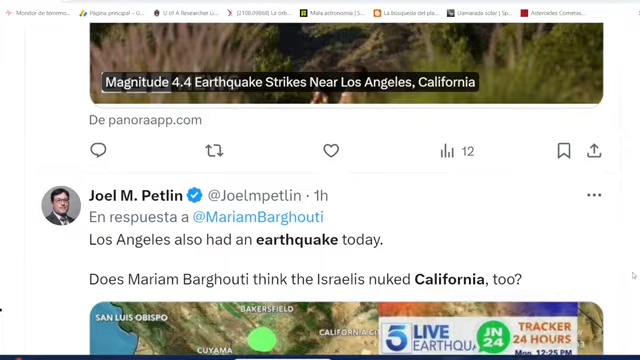 Monitor de terremo...
Página principal – ...
U of A Researcher Li...
[2108.09868] La órb...
Mala astronomía | S...
La búsqueda del pla...
Llamarada solar | Sp...
Asteroides Cometas...
Magnitude 4.4 Earthquake Strikes Near Los Angeles, California
De panoraapp.com
12
Joel M. Petlin @Joelmpetlin · 1h
En respuesta a @MariamBarghouti
Los Angeles also had an earthquake today.
Does Mariam Barghouti think the Israelis nuked California, too?
SAN LUIS OBISPO
BAKERSFIELD
CALIFORNIA CI
CUYAMA
5 LIVE
EARTHQUA
JN
24
TRACKER
24 HOURS
Mon. 12:25 PM